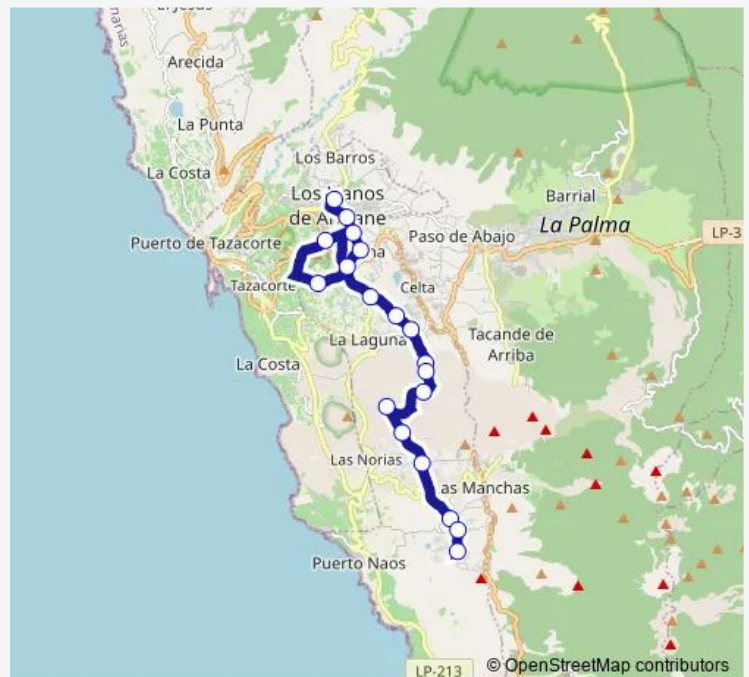 El Jesús
Arecida
La Punta
La Costa
Los Barros
Los Llanos
de Aridane
Barrial
La Palma
LP-3
Paso de Abajo
Puerto de Tazacorte
Tazacorte
Celta
La Laguna
Tacande de
Arriba
La Costa
Las Norias
as Manchas
Puerto Naos
LP-213
© OpenStreetMap contributors